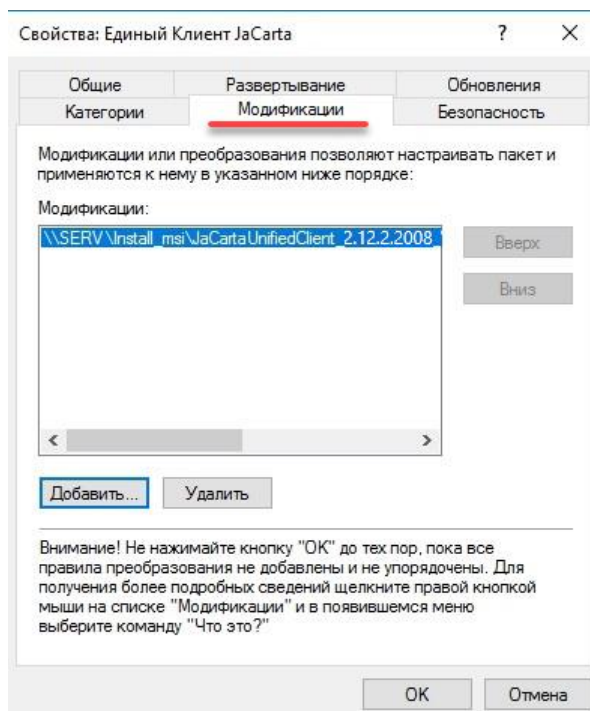 Свойства: Единый Клиент JaCarta
Общие Развертывание Обновления
Категории Модификации Безопасность
Модификации или преобразования позволяют настраивать пакет и
применяются к нему в указанном ниже порядке:
Модификации:
\\SERV\Install_msi\JaCartaUnifiedClient_2.12.2.2008_
Вверх
Вниз
Добавить... Удалить
Внимание! Не нажимайте кнопку "OK" до тех пор, пока все
правила преобразования не добавлены и не упорядочены. Для
получения более подробных сведений щелкните правой кнопкой
мыши на списке "Модификации" и в появившемся меню
выберите команду "Что это?"
OK Отмена